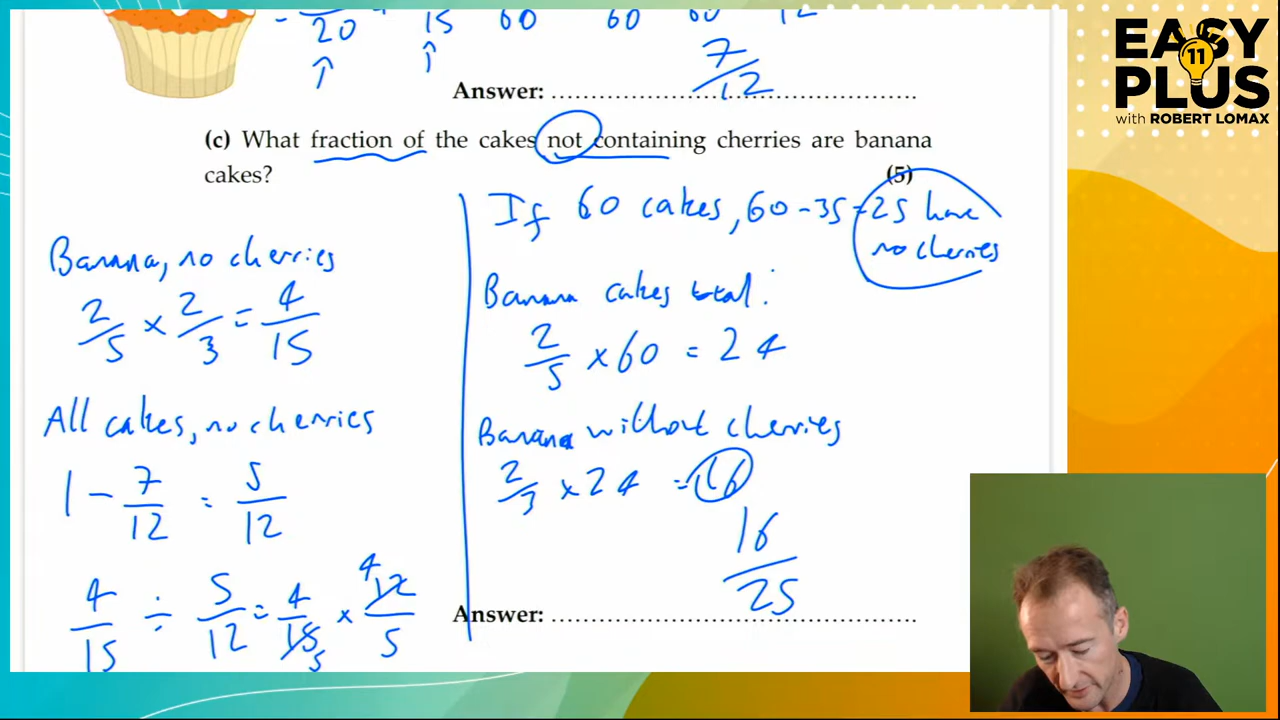 20 15 60 60 60 12
7/12
Answer:
(c) What fraction of the cakes not containing cherries are banana
cakes? (5)
If 60 cakes, 60 - 35 = 25 have
no cherries
Banana, no cherries
2/5 × 2/3 = 4/15
All cakes, no cherries
1 - 7/12 = 5/12
4/15 ÷ 5/12 = 4/15 × 12/5
5 4
Banana cakes total:
2/5 × 60 = 24
Banana without cherries
2/3 × 24 = 16
16/25
Answer:
EASY
11
PLUS
with ROBERT LOMAX